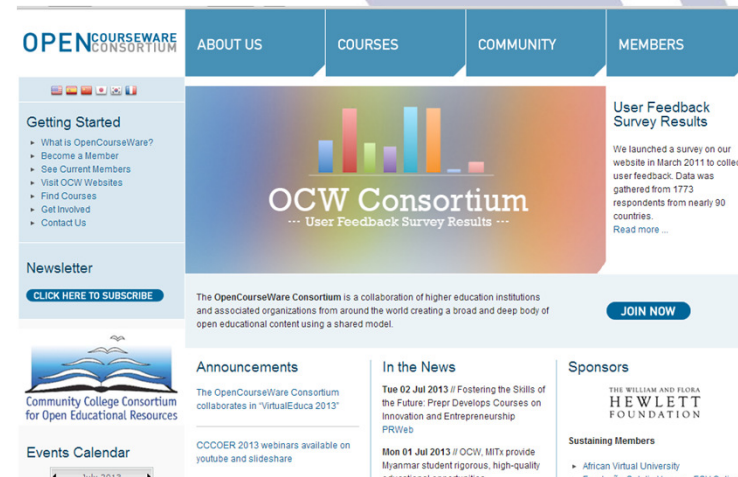 OPENCOURSEWARE
CONSORTIUM
ABOUT US
COURSES
COMMUNITY
MEMBERS
Getting Started
What is OpenCourseWare?
Become a Member
See Current Members
Visit OCW Websites
Find Courses
Get Involved
Contact Us
Newsletter
CLICK HERE TO SUBSCRIBE
Community College Consortium
for Open Educational Resources
Events Calendar
July 2013
OCW Consortium
--- User Feedback Survey Results ---
User Feedback
Survey Results
We launched a survey on our
website in March 2011 to collec
user feedback. Data was
gathered from 1773
respondents from nearly 90
countries.
Read more ...
The OpenCourseWare Consortium is a collaboration of higher education institutions
and associated organizations from around the world creating a broad and deep body of
open educational content using a shared model.
JOIN NOW
Announcements
The OpenCourseWare Consortium
collaborates in "VirtualEduca 2013"
CCCOER 2013 webinars available on
youtube and slideshare
In the News
Tue 02 Jul 2013 // Fostering the Skills of
the Future: Prepr Develops Courses on
Innovation and Entrepreneurship
PRWeb
Mon 01 Jul 2013 // OCW, MITx provide
Myanmar student rigorous, high-quality
educational opportunities
Sponsors
THE WILLIAM AND FLORA
HEWLETT
FOUNDATION
Sustaining Members
African Virtual University